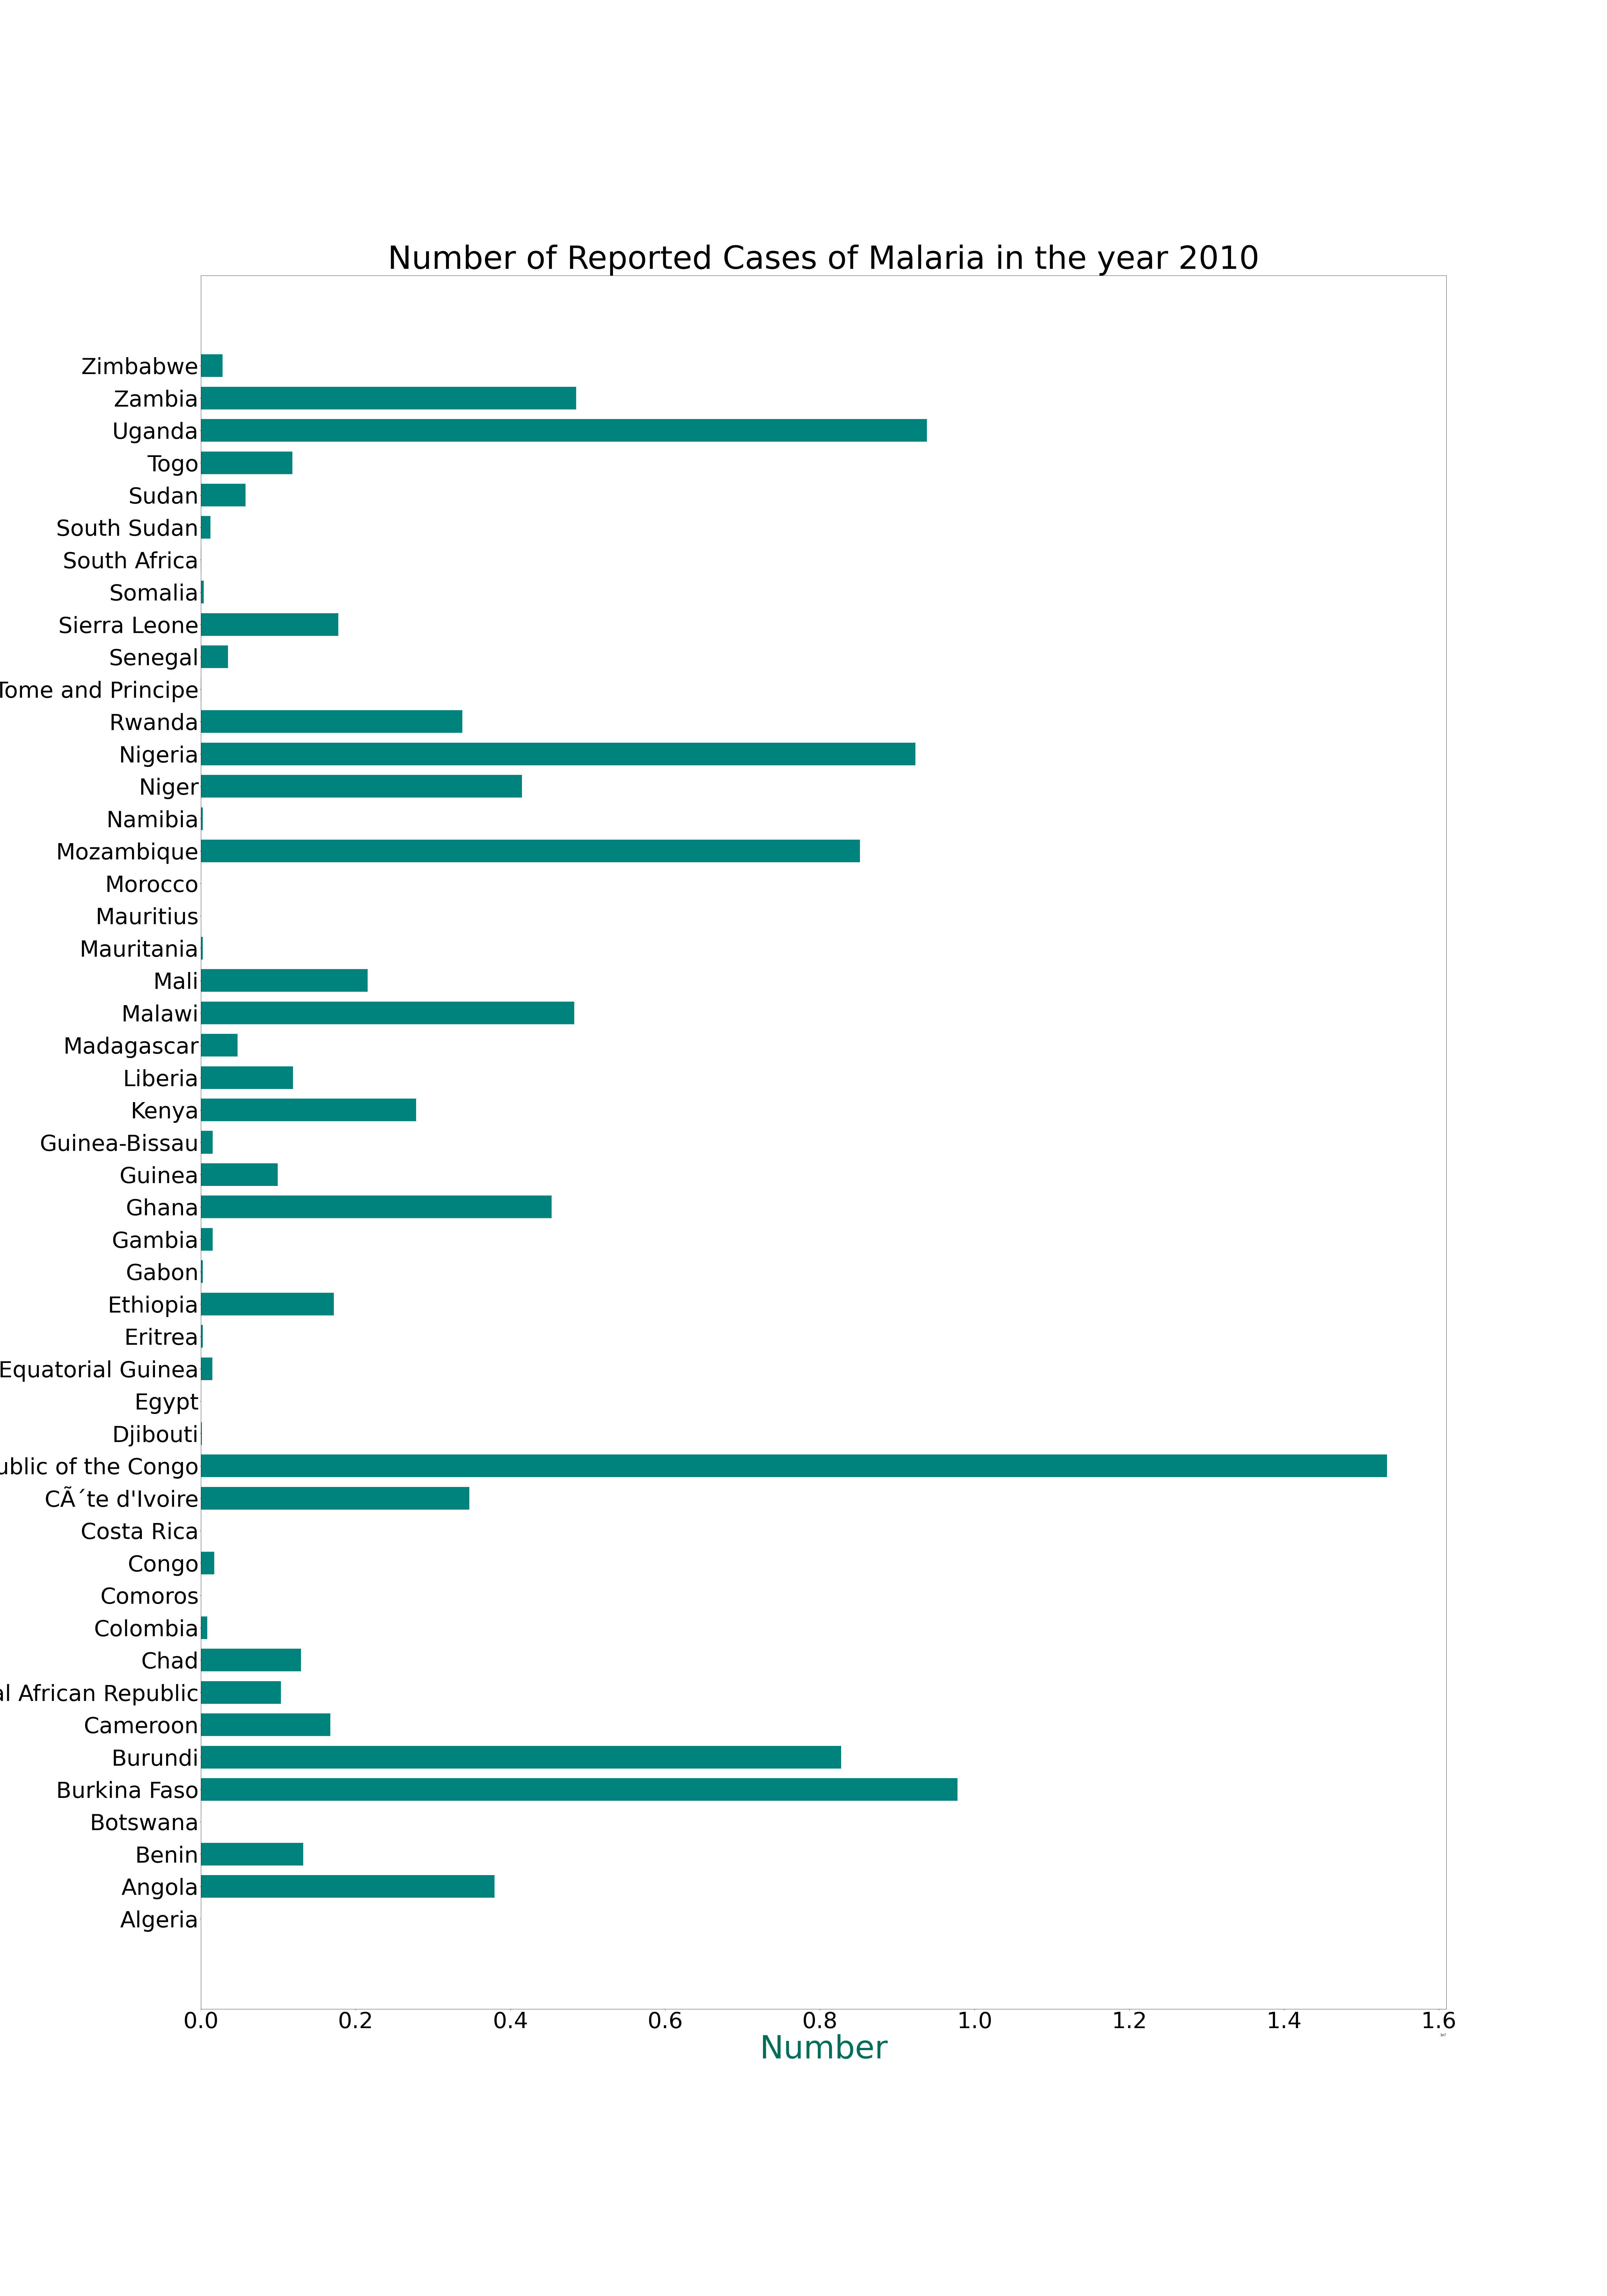 Number of Reported Cases of Malaria in the year 2010
Zimbabwe
Zambia
Uganda
Togo
Sudan
South Sudan
South Africa
Somalia
Sierra Leone
Senegal
Tome and Principe
Rwanda
Nigeria
Niger
Namibia
Mozambique
Morocco
Mauritius
Mauritania
Mali
Malawi
Madagascar
Liberia
Kenya
Guinea-Bissau
Guinea
Ghana
Gambia
Gabon
Ethiopia
Eritrea
Equatorial Guinea
Egypt
Djibouti
ublic of the Congo
CÃ´te d'Ivoire
Costa Rica
Congo
Comoros
Colombia
Chad
al African Republic
Cameroon
Burundi
Burkina Faso
Botswana
Benin
Angola
Algeria
0.0 0.2 0.4 0.6 0.8 1.0 1.2 1.4 1.6
Number